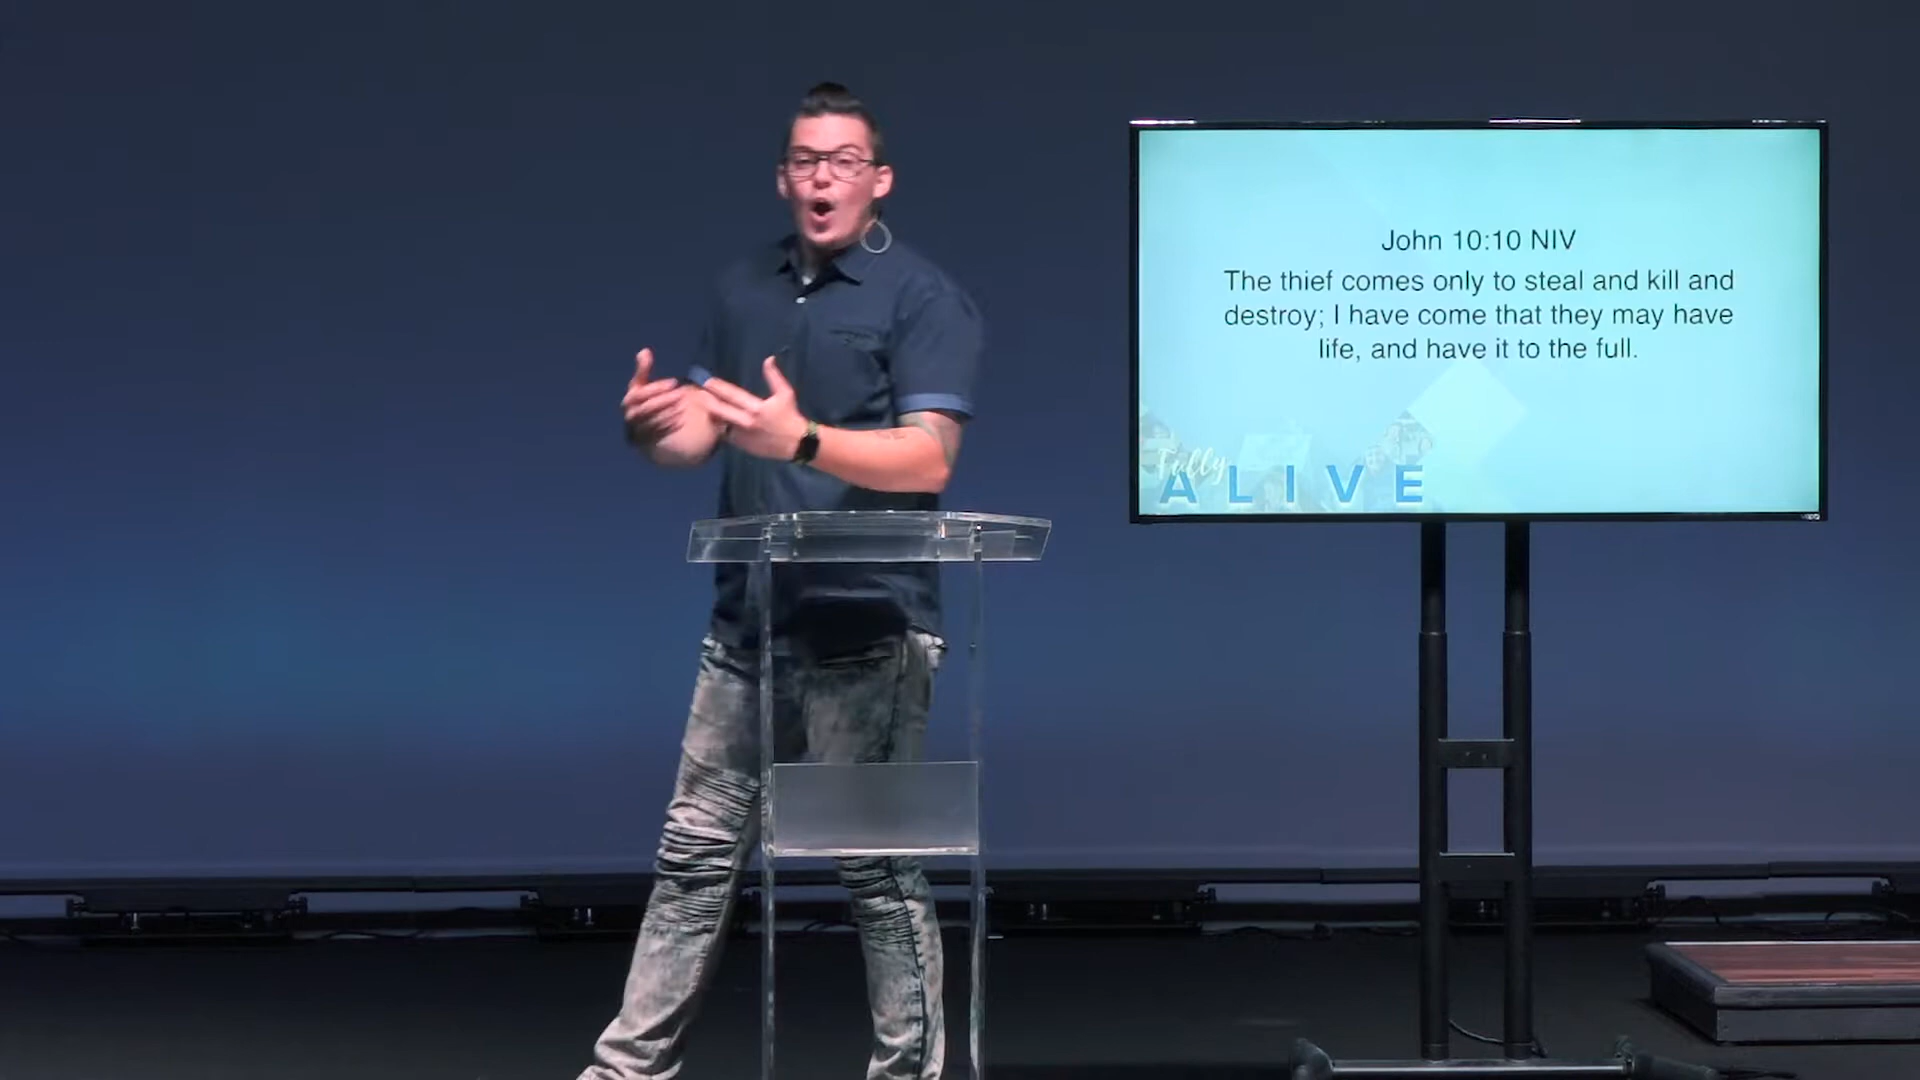 John 10:10 NIV
The thief comes only to steal and kill and
destroy; I have come that they may have
life, and have it to the full.
Fully
ALIVE